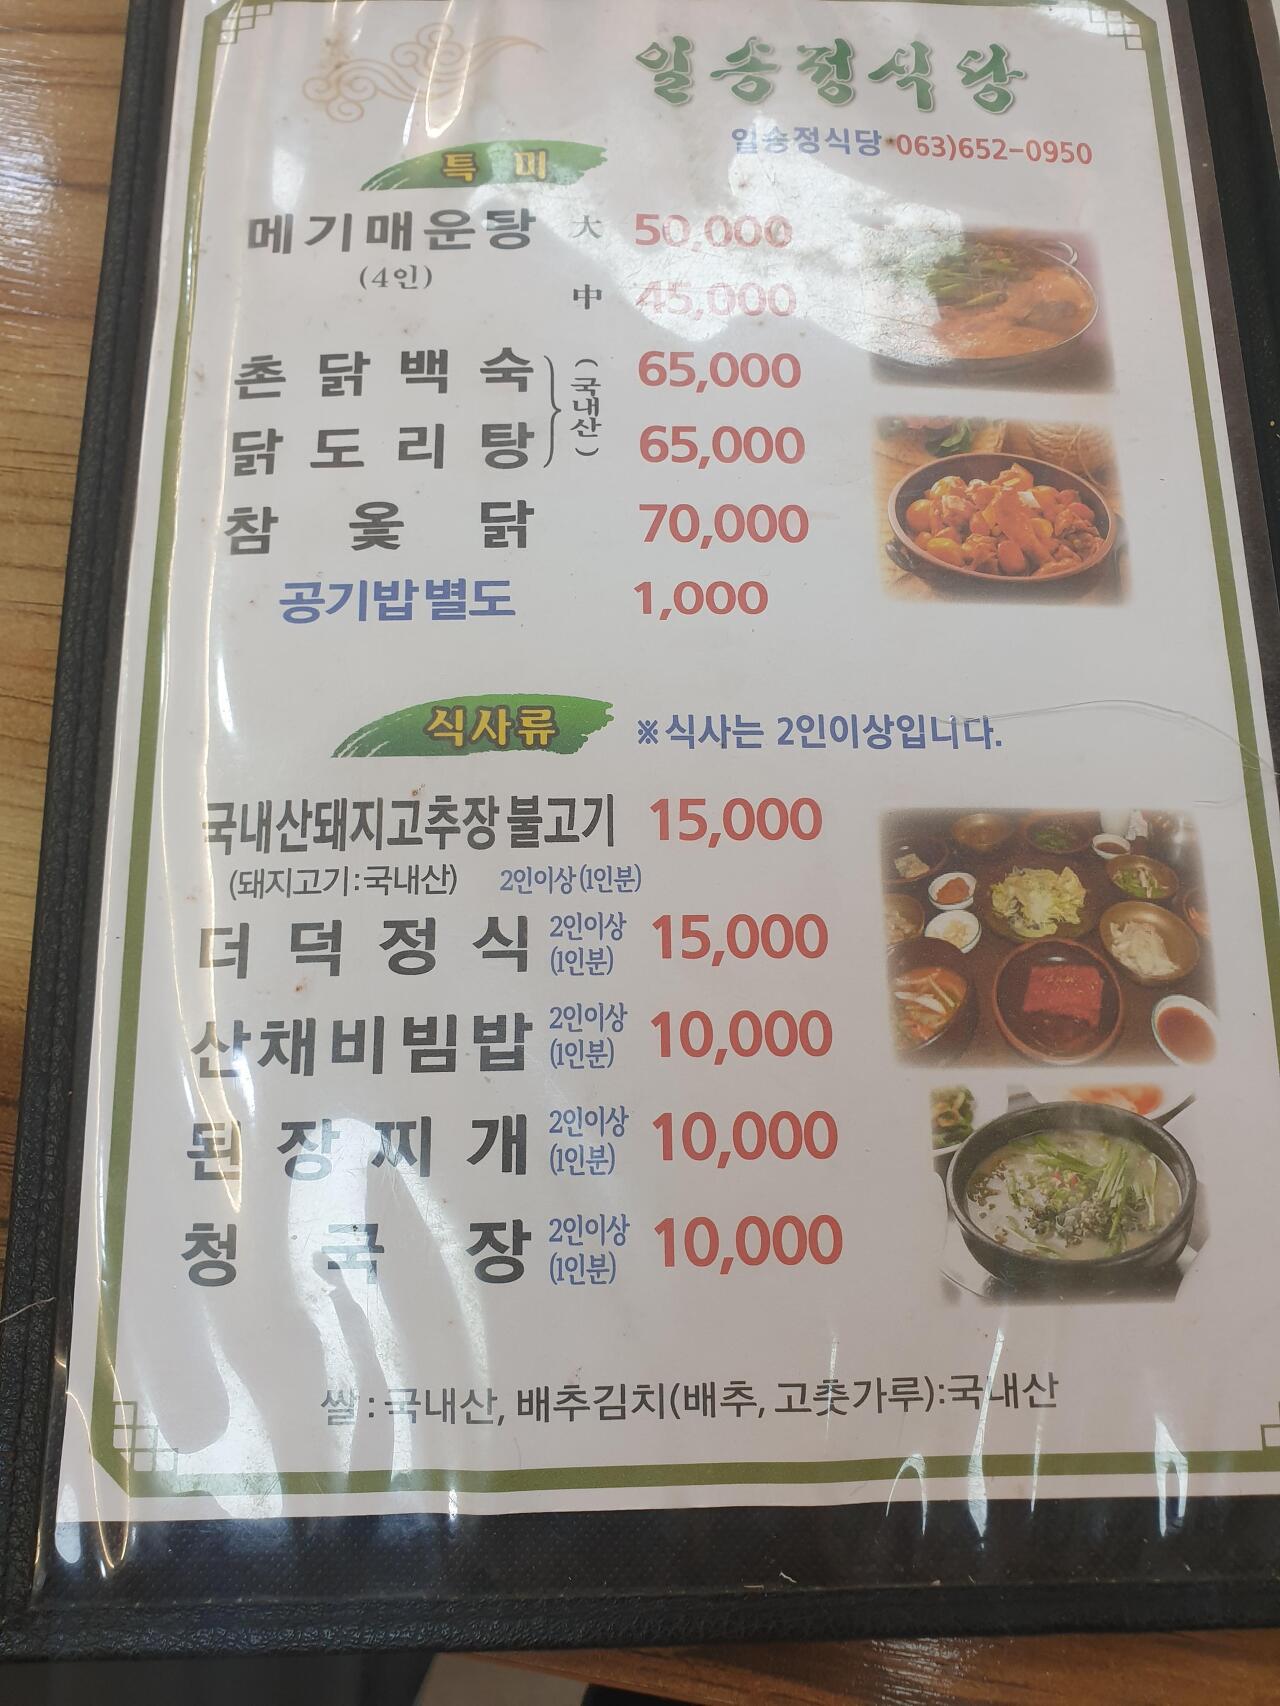 일송정식당
일송정식당 063)652-0950
특 미
메기매운탕 大 50,000
(4인)
中 45,000
촌닭백숙 (국내산) 65,000
닭도리탕 65,000
참옻닭 70,000
공기밥별도 1,000
식사류 ※식사는 2인이상입니다.
국내산돼지고추장불고기 15,000
(돼지고기:국내산) 2인이상(1인분)
더덕정식 2인이상 (1인분) 15,000
산채비빔밥 2인이상 (1인분) 10,000
된장찌개 2인이상 (1인분) 10,000
청국장 2인이상 (1인분) 10,000
쌀:국내산, 배추김치(배추, 고춧가루):국내산